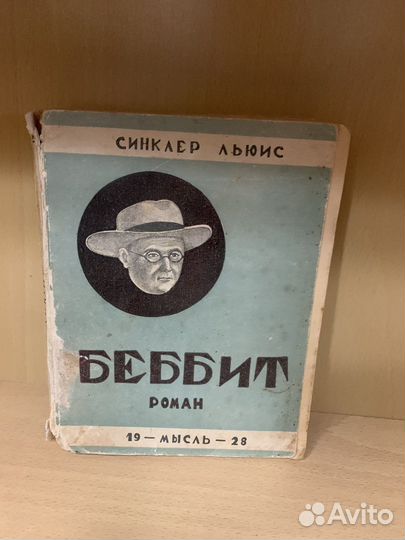 СИНКЛЕР ЛЬЮИС
БЕББИТ
РОМАН
19 — МЫСЛЬ — 28
Avito